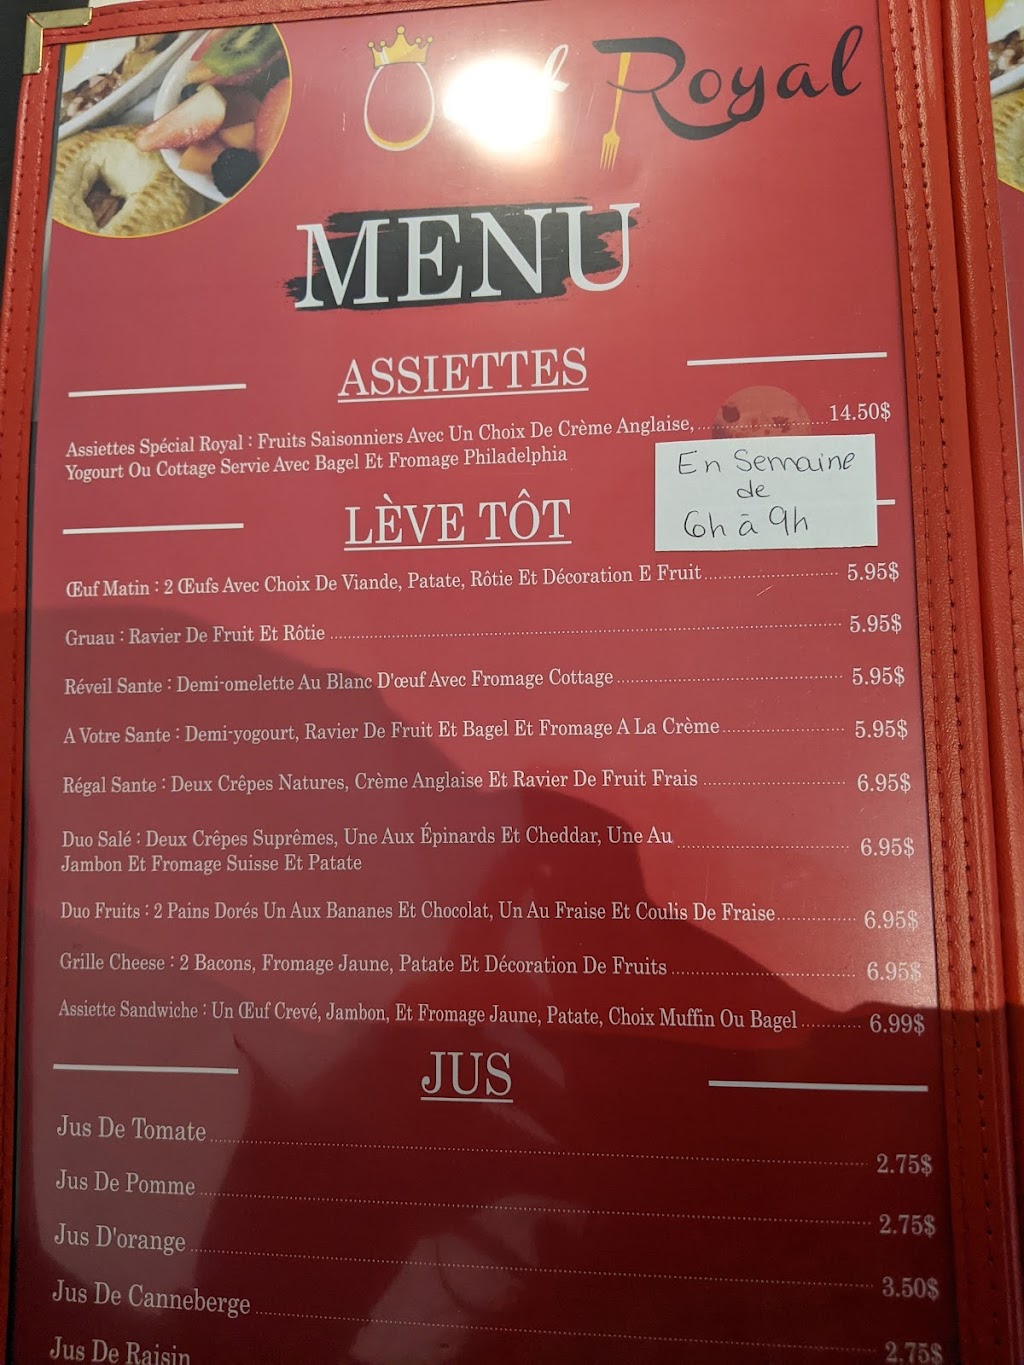 Royal
MENU
ASSIETTES
Assiettes Spécial Royal : Fruits Saisonniers Avec Un Choix De Crème Anglaise, 14.50$
Yogourt Ou Cottage Servie Avec Bagel Et Fromage Philadelphia
En Semaine
de
6h à 9h
LÈVE TÔT
Œuf Matin : 2 Œufs Avec Choix De Viande, Patate, Rôtie Et Décoration E Fruit 5.95$
Gruau : Ravier De Fruit Et Rôtie 5.95$
Réveil Sante : Demi-omelette Au Blanc D'œuf Avec Fromage Cottage 5.95$
A Votre Sante : Demi-yogourt, Ravier De Fruit Et Bagel Et Fromage A La Crème 5.95$
Régal Sante : Deux Crêpes Natures, Crème Anglaise Et Ravier De Fruit Frais 6.95$
Duo Salé : Deux Crêpes Suprêmes, Une Aux Épinards Et Cheddar, Une Au 6.95$
Jambon Et Fromage Suisse Et Patate
Duo Fruits : 2 Pains Dorés Un Aux Bananes Et Chocolat, Un Au Fraise Et Coulis De Fraise 6.95$
Grille Cheese : 2 Bacons, Fromage Jaune, Patate Et Décoration De Fruits 6.95$
Assiette Sandwiche : Un Œuf Crevé, Jambon, Et Fromage Jaune, Patate, Choix Muffin Ou Bagel 6.99$
JUS
Jus De Tomate 2.75$
Jus De Pomme 2.75$
Jus D'orange 3.50$
Jus De Canneberge 2.75$
Jus De Raisin